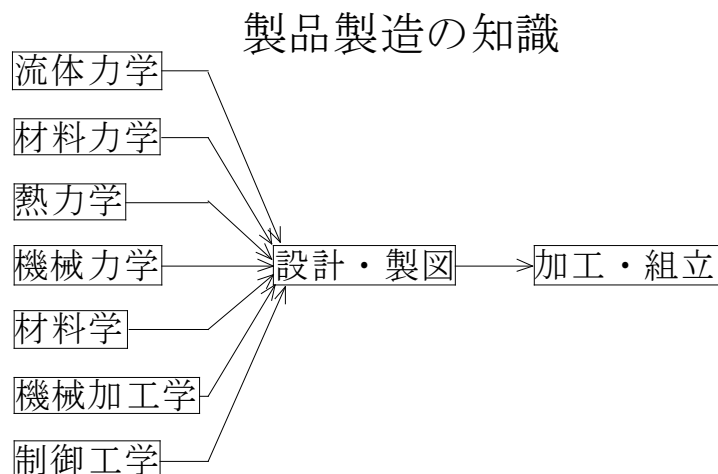 製品製造の知識
流体力学
材料力学
熱力学
機械力学
設計・製図
加工・組立
材料学
機械加工学
制御工学